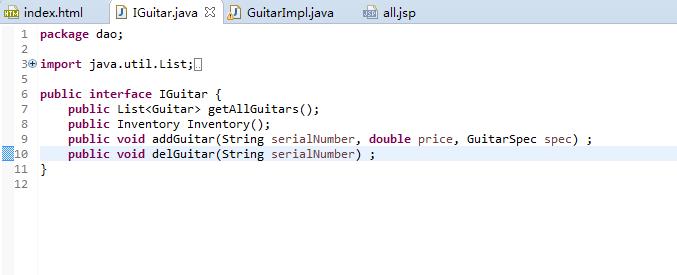 index.html IGuitar.java GuitarImpl.java all.jsp
1 package dao;
2
3 import java.util.List;
5
6 public interface IGuitar {
7 public List<Guitar> getAllGuitars();
8 public Inventory Inventory();
9 public void addGuitar(String serialNumber, double price, GuitarSpec spec) ;
10 public void delGuitar(String serialNumber) ;
11 }
12